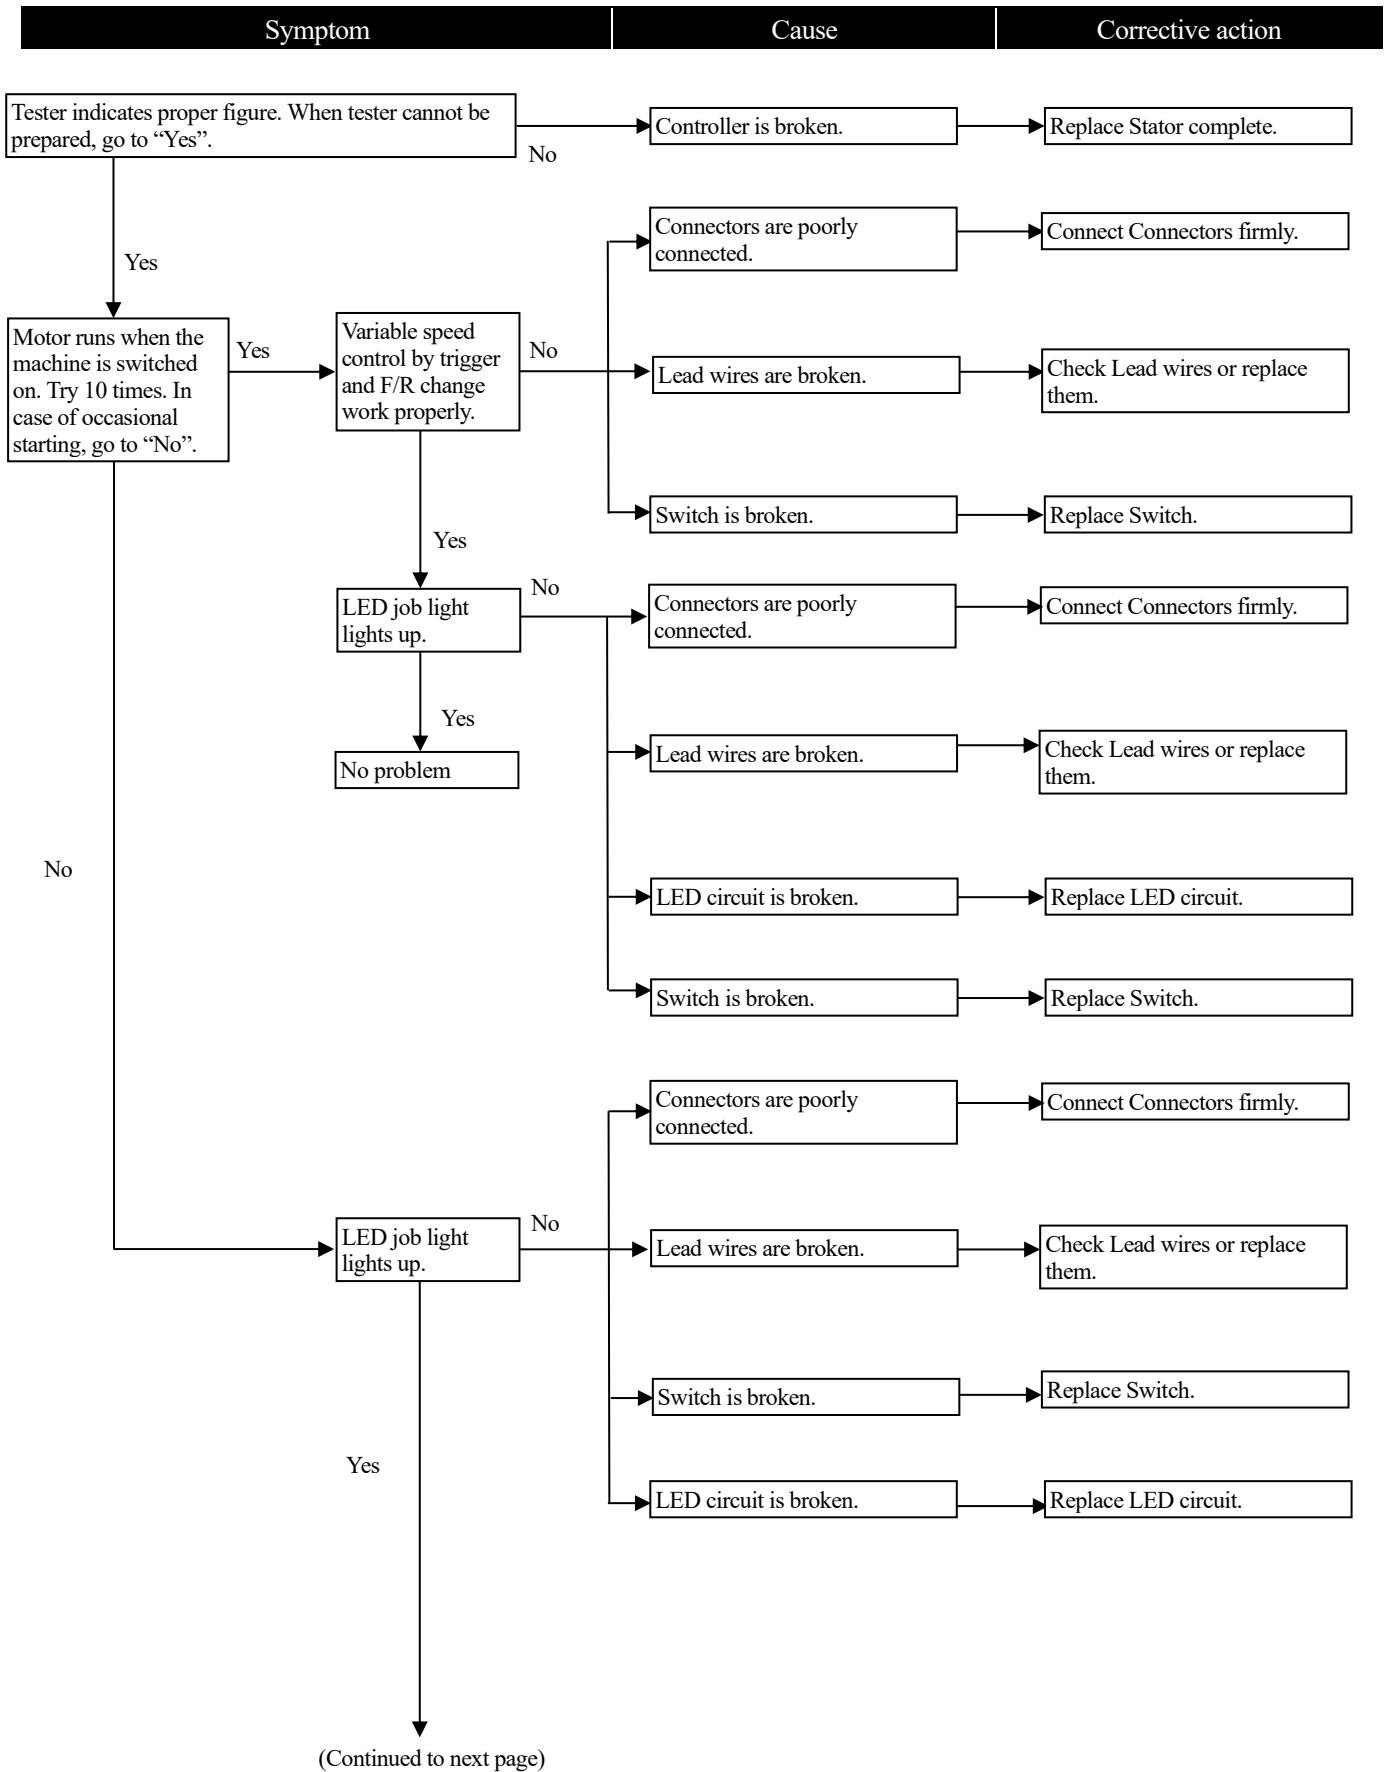 Symptom
Cause
Corrective action
Tester indicates proper figure. When tester cannot be
prepared, go to “Yes”.
No
Controller is broken.
Replace Stator complete.
Yes
Connectors are poorly
connected.
Connect Connectors firmly.
Motor runs when the
machine is switched
on. Try 10 times. In
case of occasional
starting, go to “No”.
Yes
Variable speed
control by trigger
and F/R change
work properly.
No
Lead wires are broken.
Check Lead wires or replace
them.
Switch is broken.
Replace Switch.
Yes
LED job light
lights up.
No
Connectors are poorly
connected.
Connect Connectors firmly.
Yes
No problem
Lead wires are broken.
Check Lead wires or replace
them.
No
LED circuit is broken.
Replace LED circuit.
Switch is broken.
Replace Switch.
Connectors are poorly
connected.
Connect Connectors firmly.
LED job light
lights up.
No
Lead wires are broken.
Check Lead wires or replace
them.
Switch is broken.
Replace Switch.
Yes
LED circuit is broken.
Replace LED circuit.
(Continued to next page)